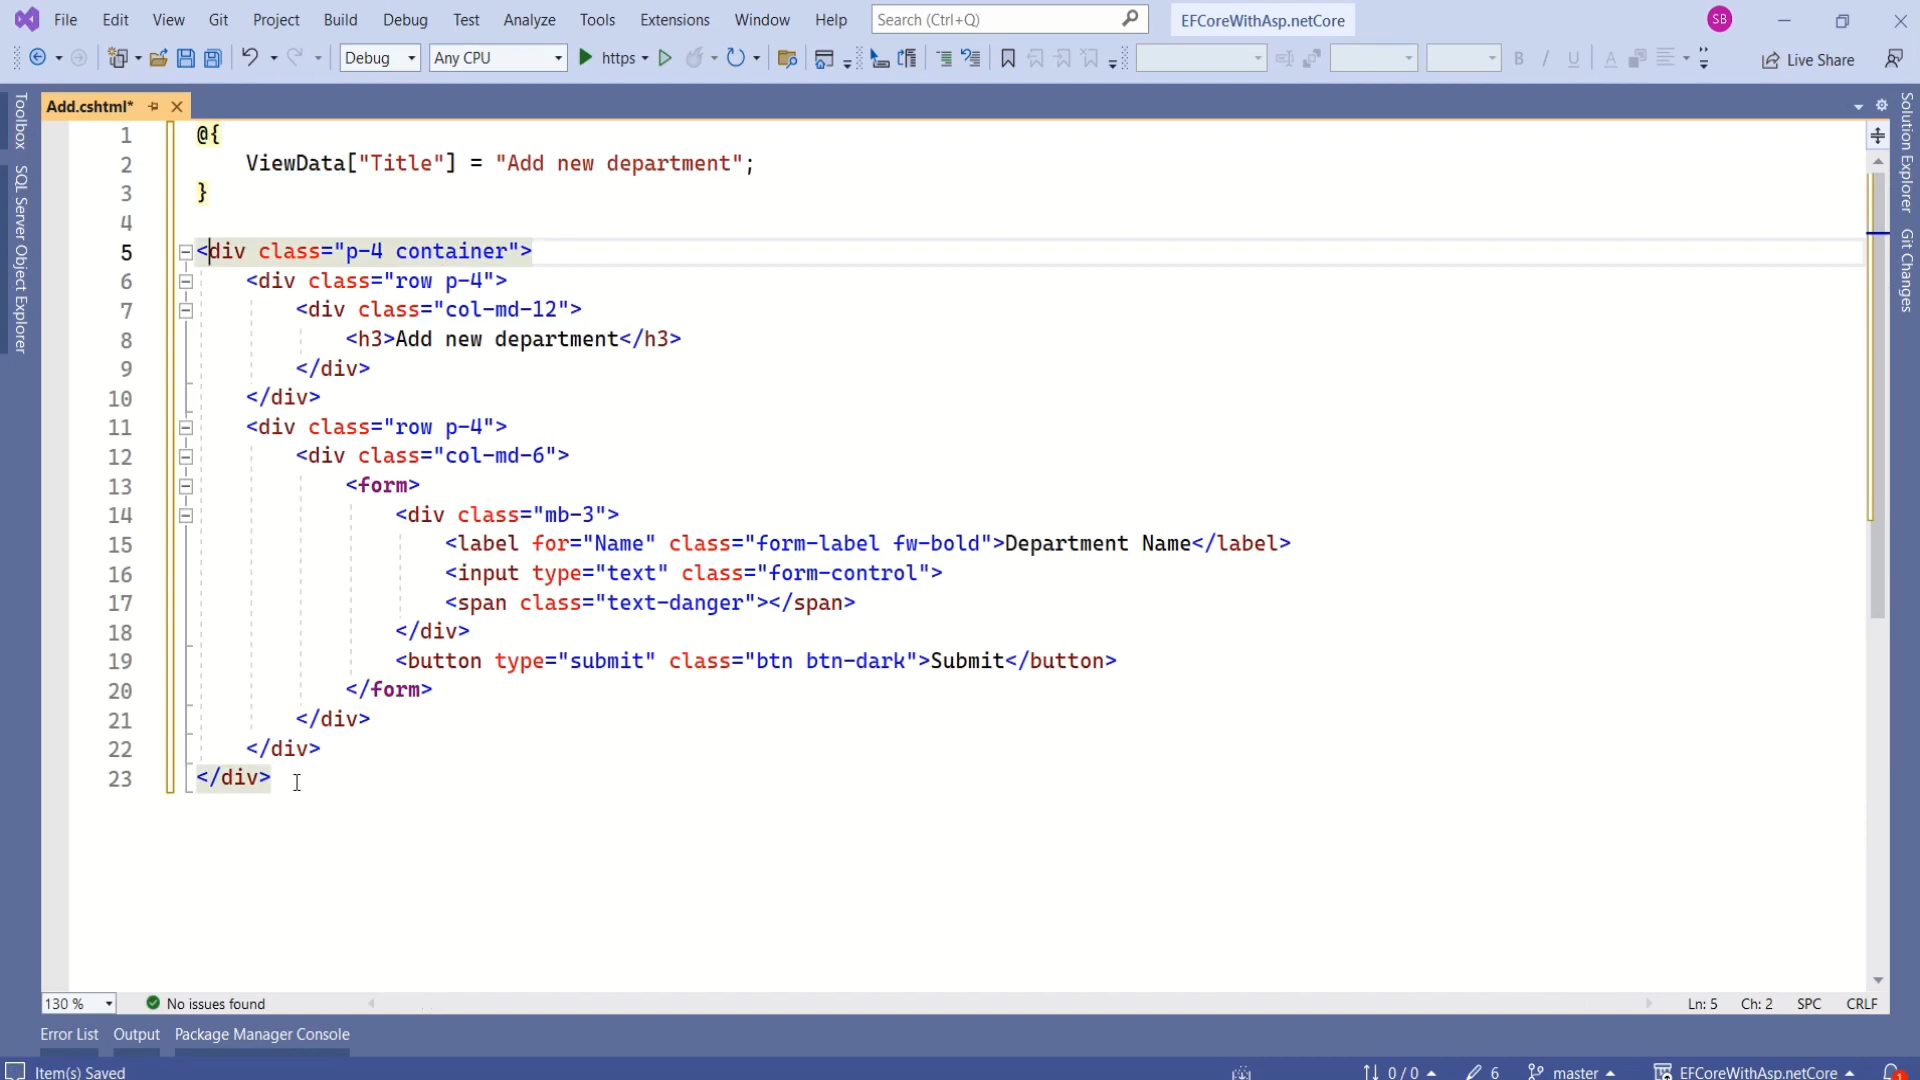 File Edit View Git Project Build Debug Test Analyze Tools Extensions Window Help Search (Ctrl+Q) EFCoreWithAsp.netCore SB
Debug Any CPU https Live Share
Add.cshtml*
Toolbox
SQL Server Object Explorer
Solution Explorer
Git Changes
1 @{
2 ViewData["Title"] = "Add new department";
3 }
4
5 <div class="p-4 container">
6 <div class="row p-4">
7 <div class="col-md-12">
8 <h3>Add new department</h3>
9 </div>
10 </div>
11 <div class="row p-4">
12 <div class="col-md-6">
13 <form>
14 <div class="mb-3">
15 <label for="Name" class="form-label fw-bold">Department Name</label>
16 <input type="text" class="form-control">
17 <span class="text-danger"></span>
18 </div>
19 <button type="submit" class="btn btn-dark">Submit</button>
20 </form>
21 </div>
22 </div>
23 </div>
130 % No issues found Ln: 5 Ch: 2 SPC CRLF
Error List Output Package Manager Console
Item(s) Saved 0 / 0 6 master EFCoreWithAsp.netCore 1